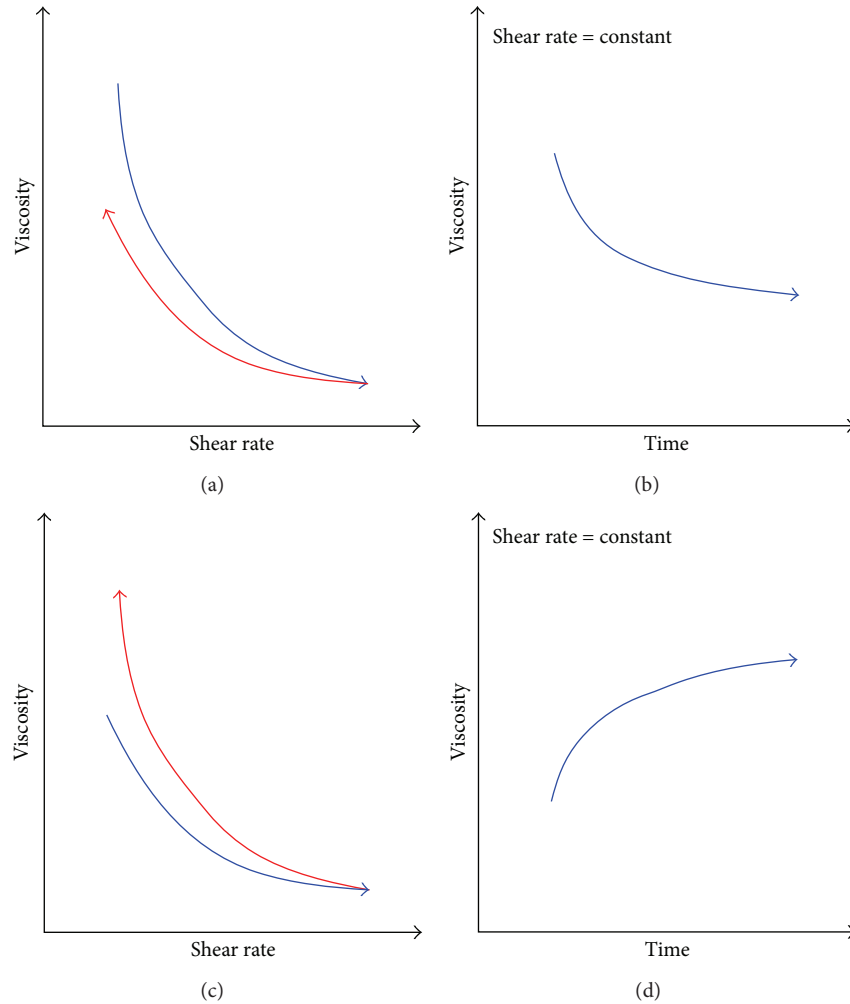 Viscosity
Shear rate
(a)
Shear rate = constant
Viscosity
Time
(b)
Viscosity
Shear rate
(c)
Shear rate = constant
Viscosity
Time
(d)